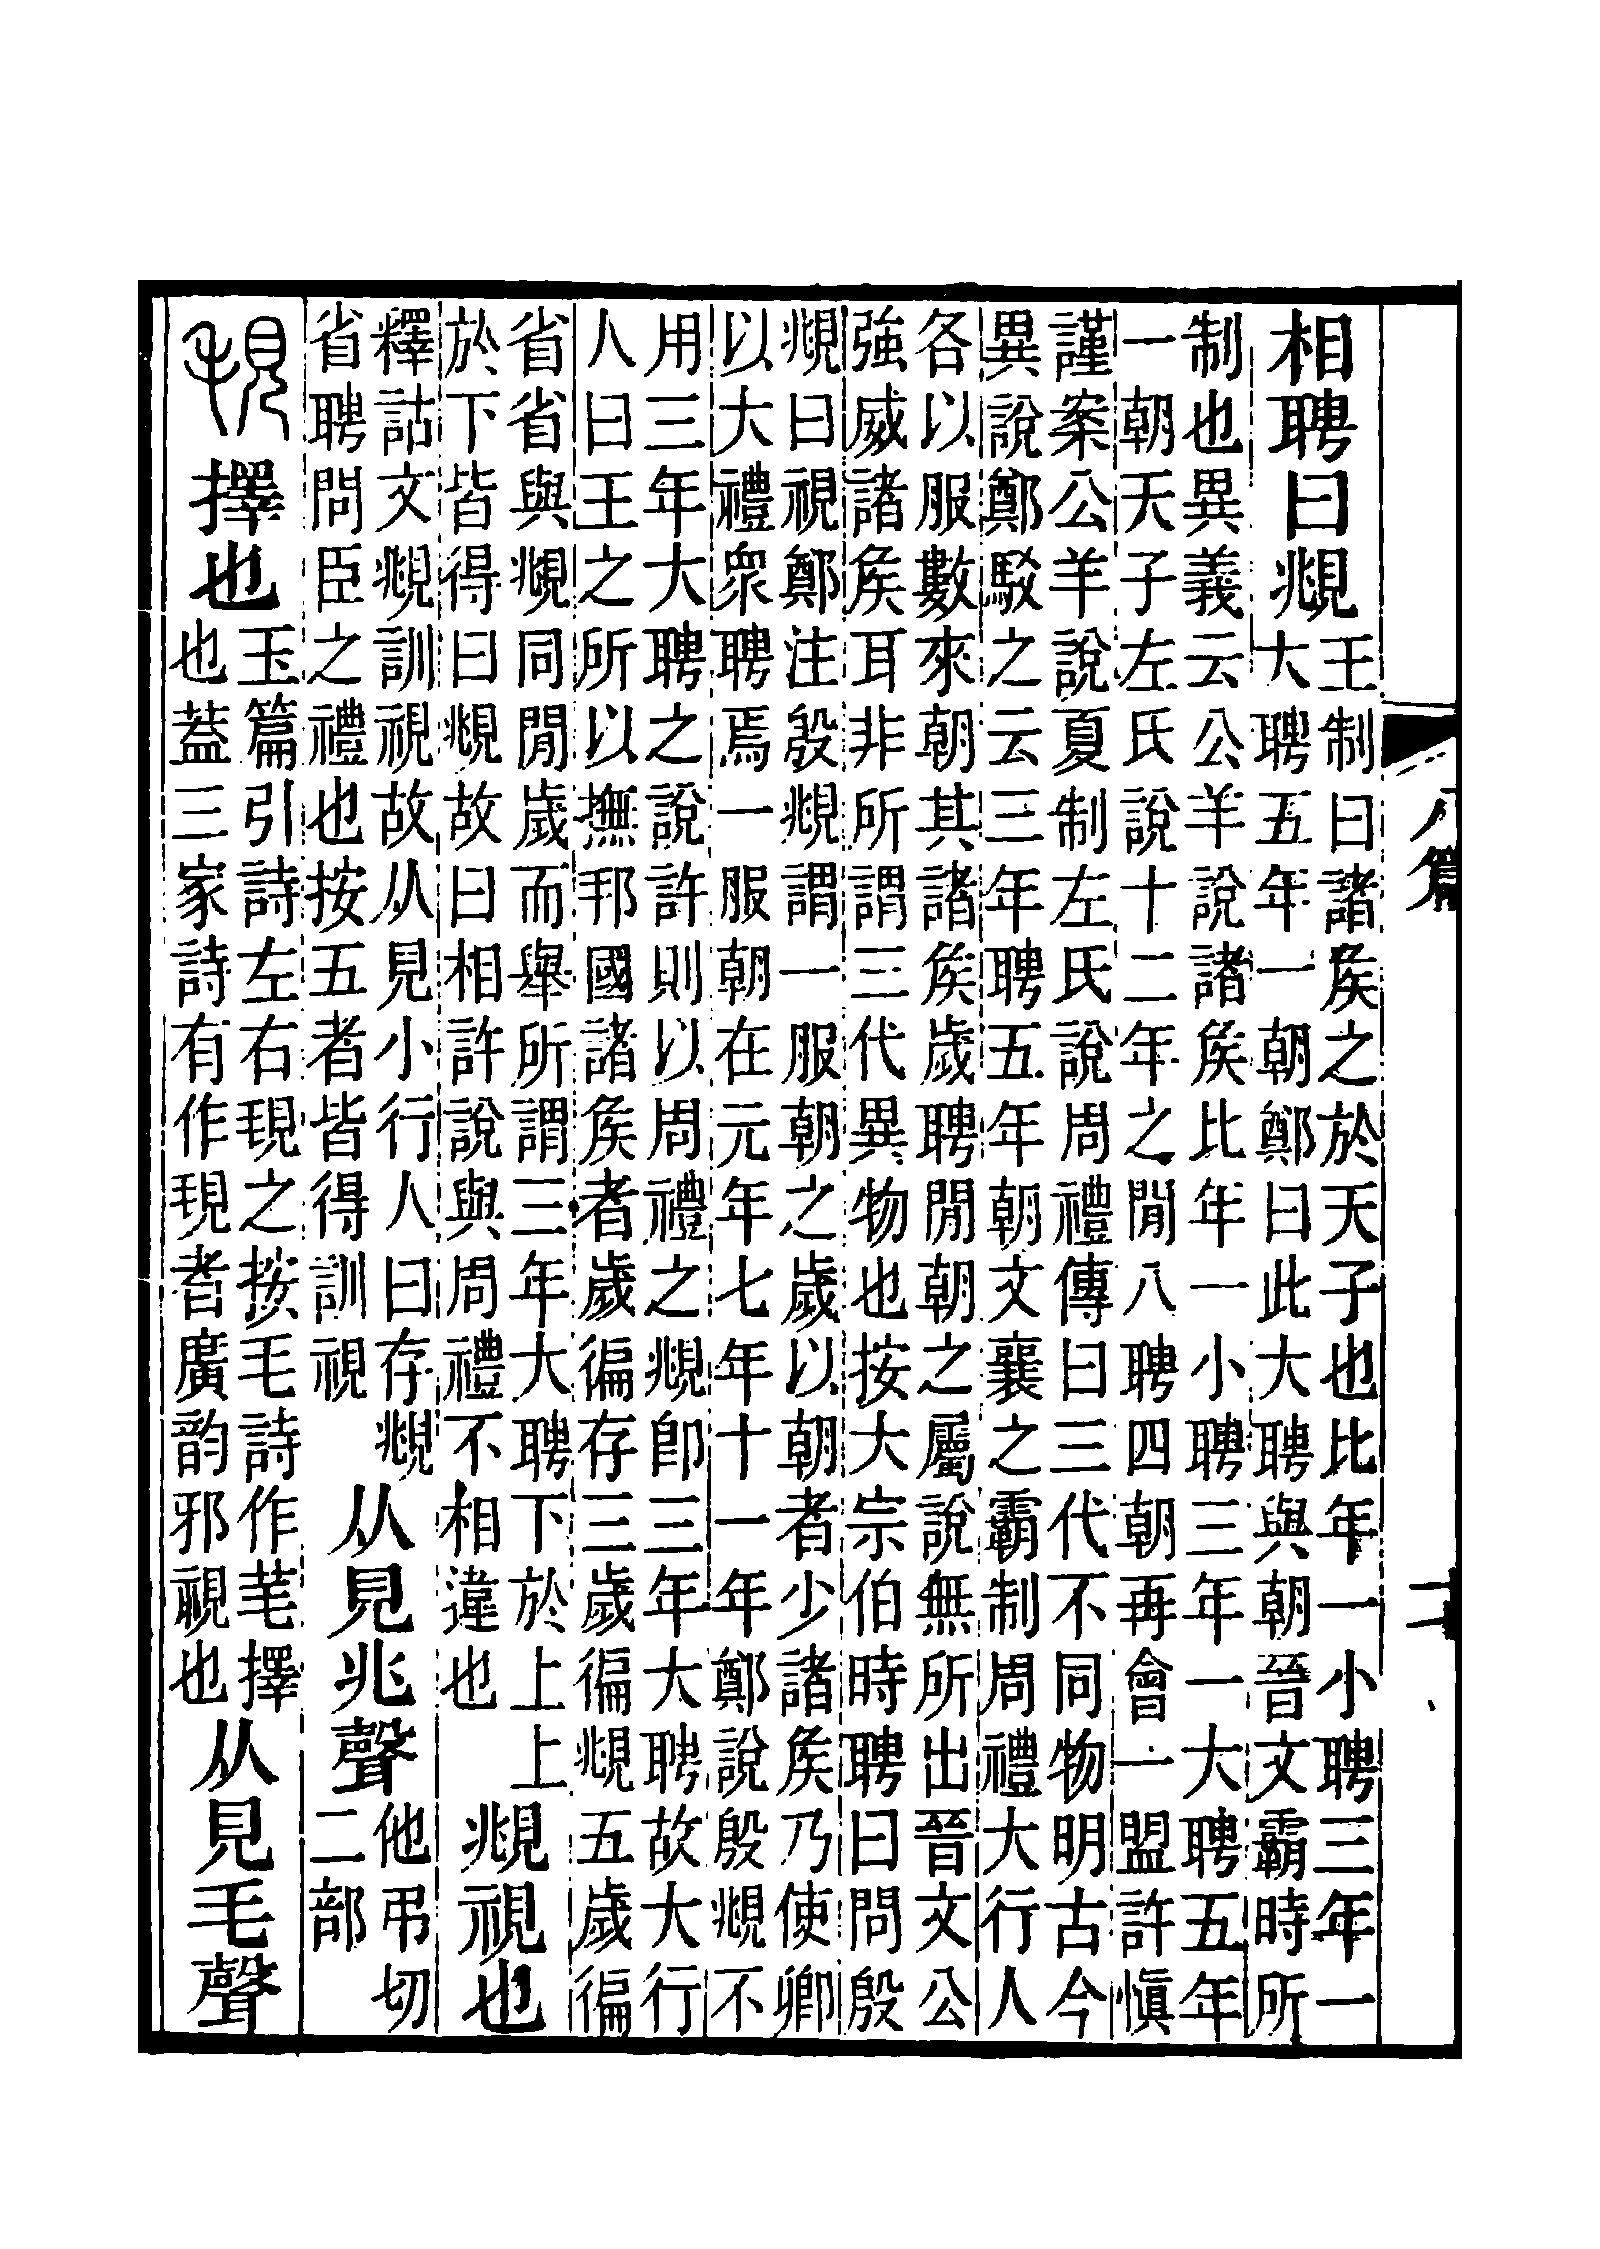 相聘曰覜王制曰諸矦之於天子也比年一小聘三年一
大聘五年一朝鄭曰此大聘與朝晉文霸時所
制也異義云公羊說諸矦比年一小聘三年一大聘五年
一朝天子左氏說十二年之閒八聘四朝再會一盟許愼
謹案公羊說夏制左氏說周禮傳曰三代不同物明古今
異說鄭駁之云三年聘五年朝文襄之霸制周禮大行人
各以服數來朝其諸矦歲聘閒朝之屬說無所出晉文公
強威諸矦耳非所謂三代異物也按大宗伯時聘曰問殷
覜曰視鄭注殷覜謂一服朝之歲以朝者少諸矦乃使卿
以大禮眾聘焉一服朝在元年七年十一年鄭說殷覜不
用三年大聘之說許則以周禮之覜卽三年大聘故大行
人曰王之所以撫邦國諸矦者歲徧存三歲徧覜五歲徧
省省與覜同閒歲而舉所謂三年大聘下於上上
於下皆得曰覜故曰相許說與周禮不相違也
覜視也
釋詁文覜訓視故从見小行人曰存覜
省聘問臣之禮也按五者皆得訓視
从見兆聲他弔切
二部
覒擇也玉篇引詩左右覒之按毛詩作芼擇
也葢三家詩有作覒者廣韵邪視也
从見毛聲
八篇